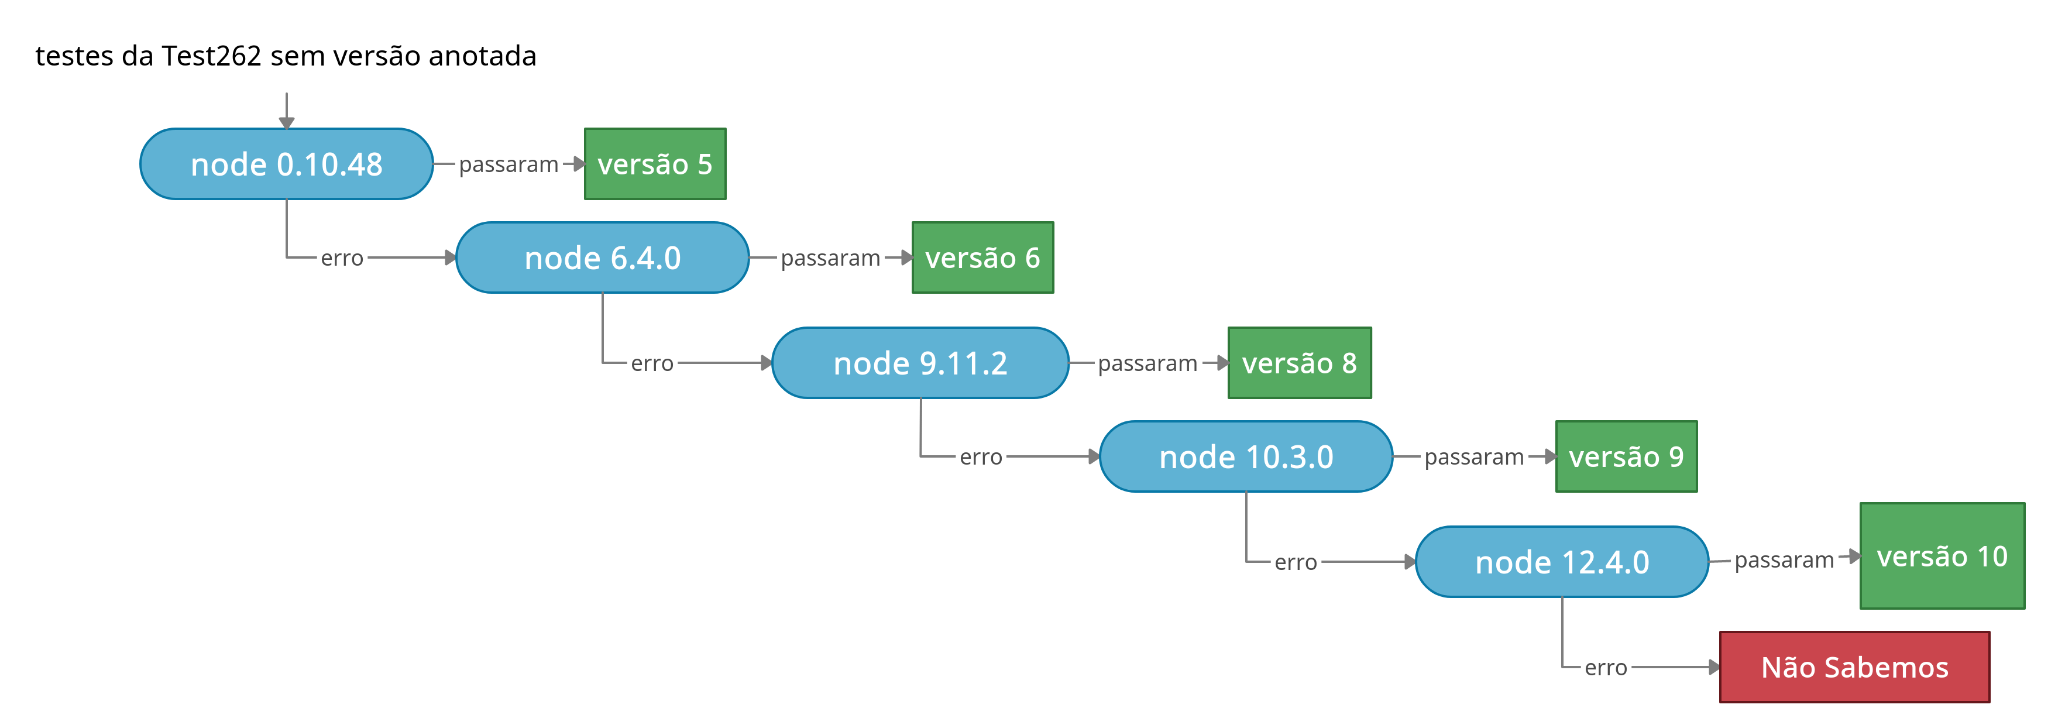 testes da Test262 sem versão anotada
node 0.10.48
passaram
versão 5
erro
node 6.4.0
passaram
versão 6
erro
node 9.11.2
passaram
versão 8
erro
node 10.3.0
passaram
versão 9
erro
node 12.4.0
passaram
versão 10
erro
Não Sabemos